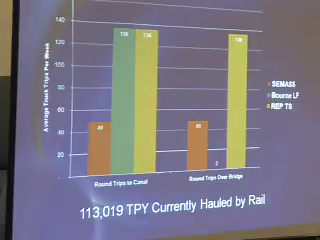 140
120
100
80
60
40
20
Average Truck Trips Per Week
49
136
136
49
0
136
SEMASS
Bourne LF
REP TS
Round Trips to Canal
Round Trips Over Bridge
113,019 TPY Currently Hauled by Rail